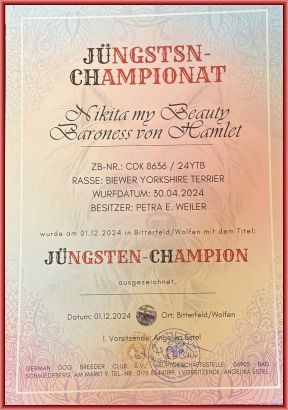 JÜNGSTSN-
CHAMPIONAT
Nikita my Beauty
Baroness von Hamlet
ZB-NR.: CDK 8636 / 24YTB
RASSE: BIEWER YORKSHIRE TERRIER
WURFDATUM: 30.04.2024
BESITZER: PETRA E. WEILER
wurde am 01.12.2024 in Bitterfeld/Wolfen mit dem Titel:
JÜNGSTEN-CHAMPION
ausgezeichnet,
Datum: 01.12.2024 Ort: Bitterfeld/Wolfen
1. Vorsitzende: Angelika Estel
GERMAN DOG BREEDER CLUB E.V., HAUPTGESCHÄFTSSTELLE, 06905 BAD
SCHMIEDEBERG, AM MARKT 9, TEL.-NR.: 0176 1. VORSITZENDE: ANGELIKA ESTEL